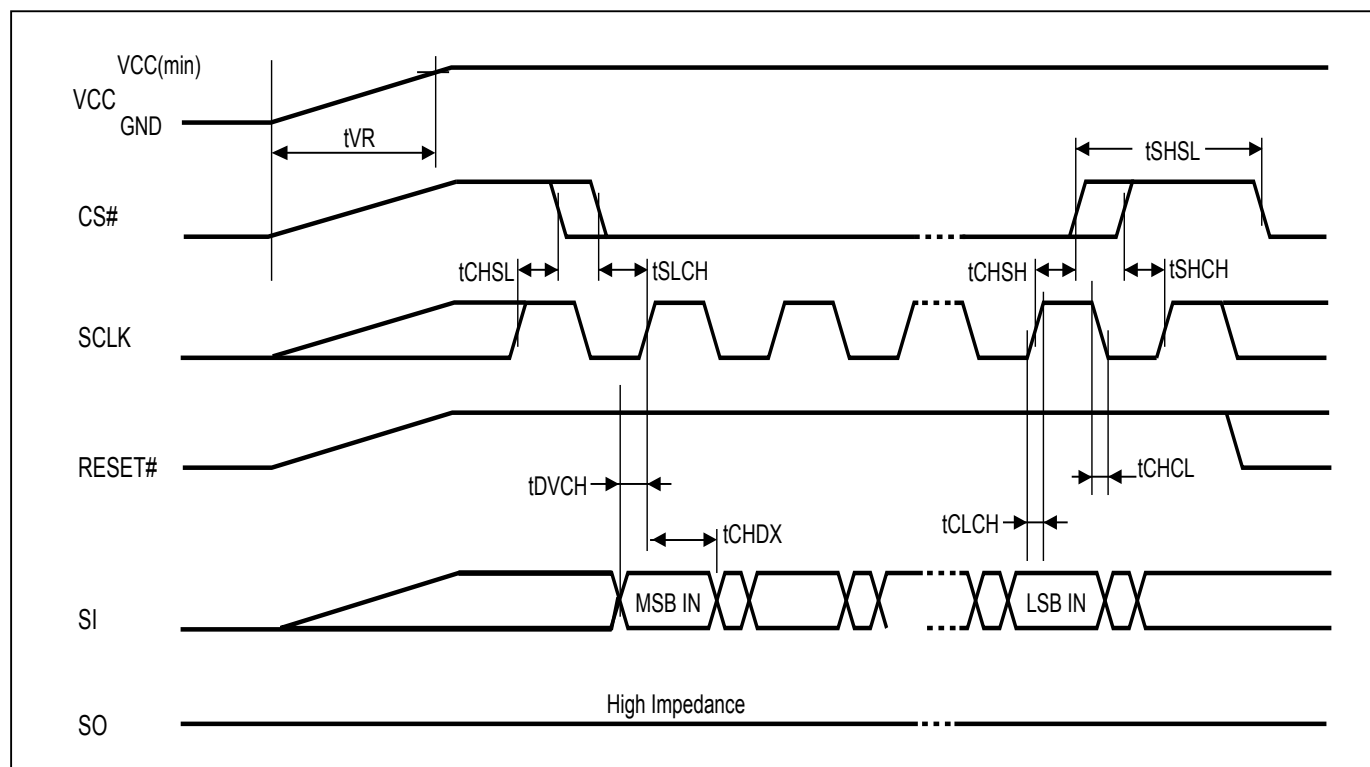 VCC(min)
VCC
GND
tVR
tSHSL
CS#
tCHSL
tSLCH
tCHSH
tSHCH
SCLK
RESET#
tDVCH
tCHCL
tCLCH
tCHDX
SI
MSB IN
LSB IN
High Impedance
SO